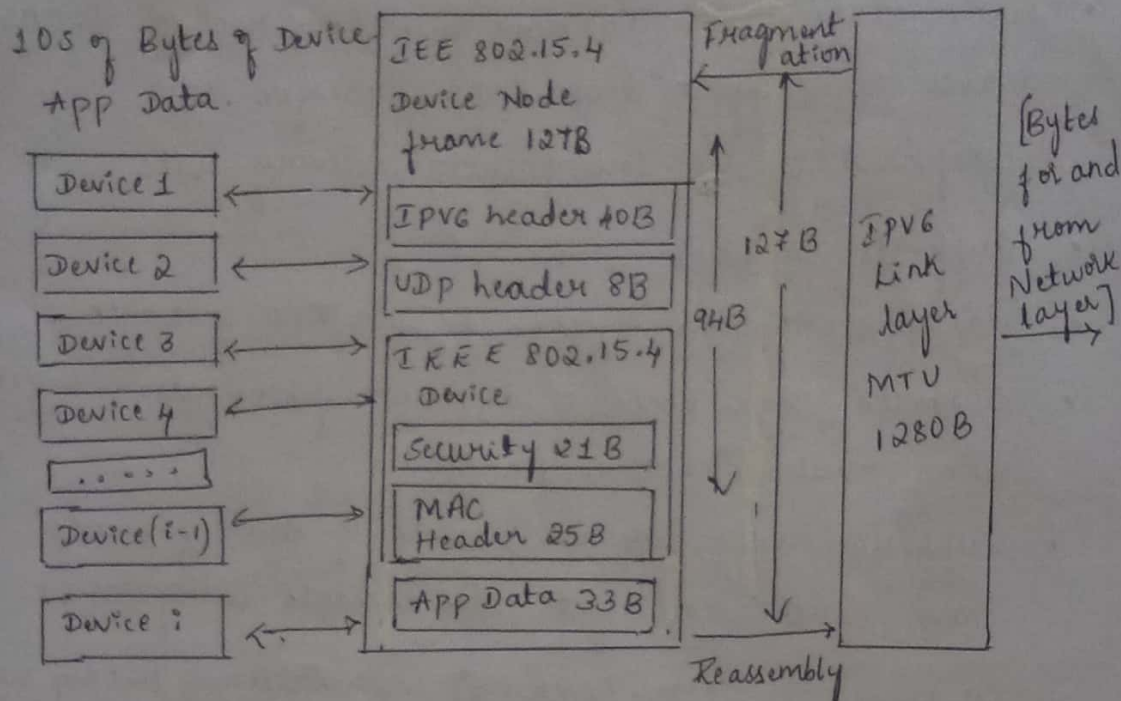 10s of Bytes of Device
App Data.
Device 1
Device 2
Device 3
Device 4
.....
Device(i-1)
Device i
IEE 802.15.4
Device Node
frame 127B
IPV6 header 40B
UDP header 8B
IEEE 802.15.4
Device
Security 21B
MAC
Header 25B
App Data 33B
Fragment
ation
94B
127B
Reassembly
IPV6
Link
layer
MTU
1280B
[Bytes
for and
from
Network
layer]